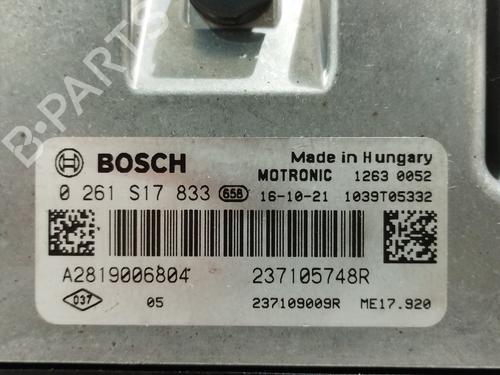 B-PARTS
BOSCH
Made in Hungary
MOTRONIC 1263 0052
0 261 S17 833 658 16-10-21 1039T05332
A2819006804 237105748R
037 05 237109009R ME17.920